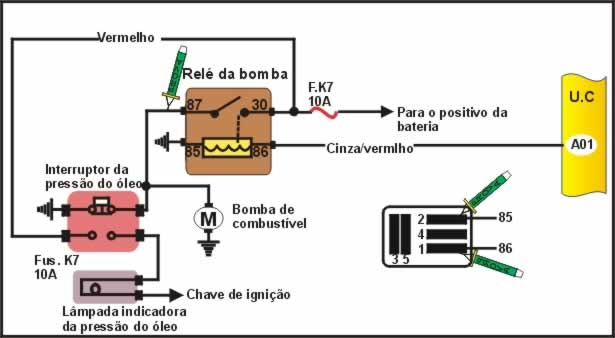 Vermelho
Relé da bomba
F.K7
10A
U.C
87
30
Para o positivo da
bateria
85
86
Cinza/vermlho
A01
Interruptor da
pressão do óleo
M
Bomba de
combustível
2
85
4
1
86
3 5
Fus. K7
10A
Chave de ignição
Lâmpada indicadora
da pressão do óleo